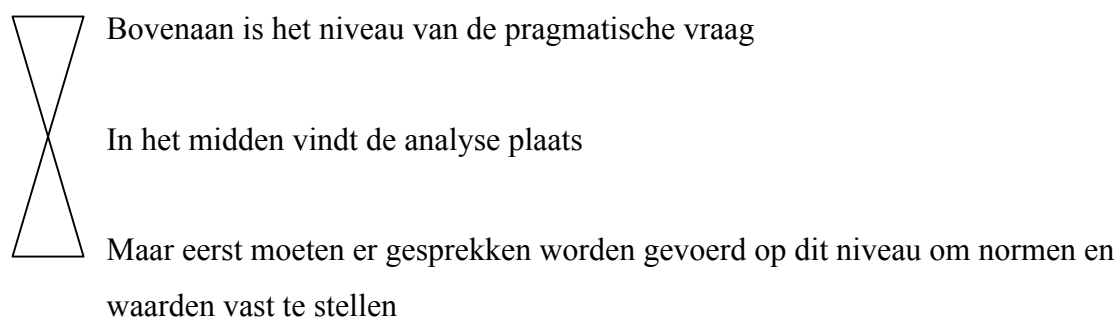 Bovenaan is het niveau van de pragmatische vraag
In het midden vindt de analyse plaats
Maar eerst moeten er gesprekken worden gevoerd op dit niveau om normen en
waarden vast te stellen